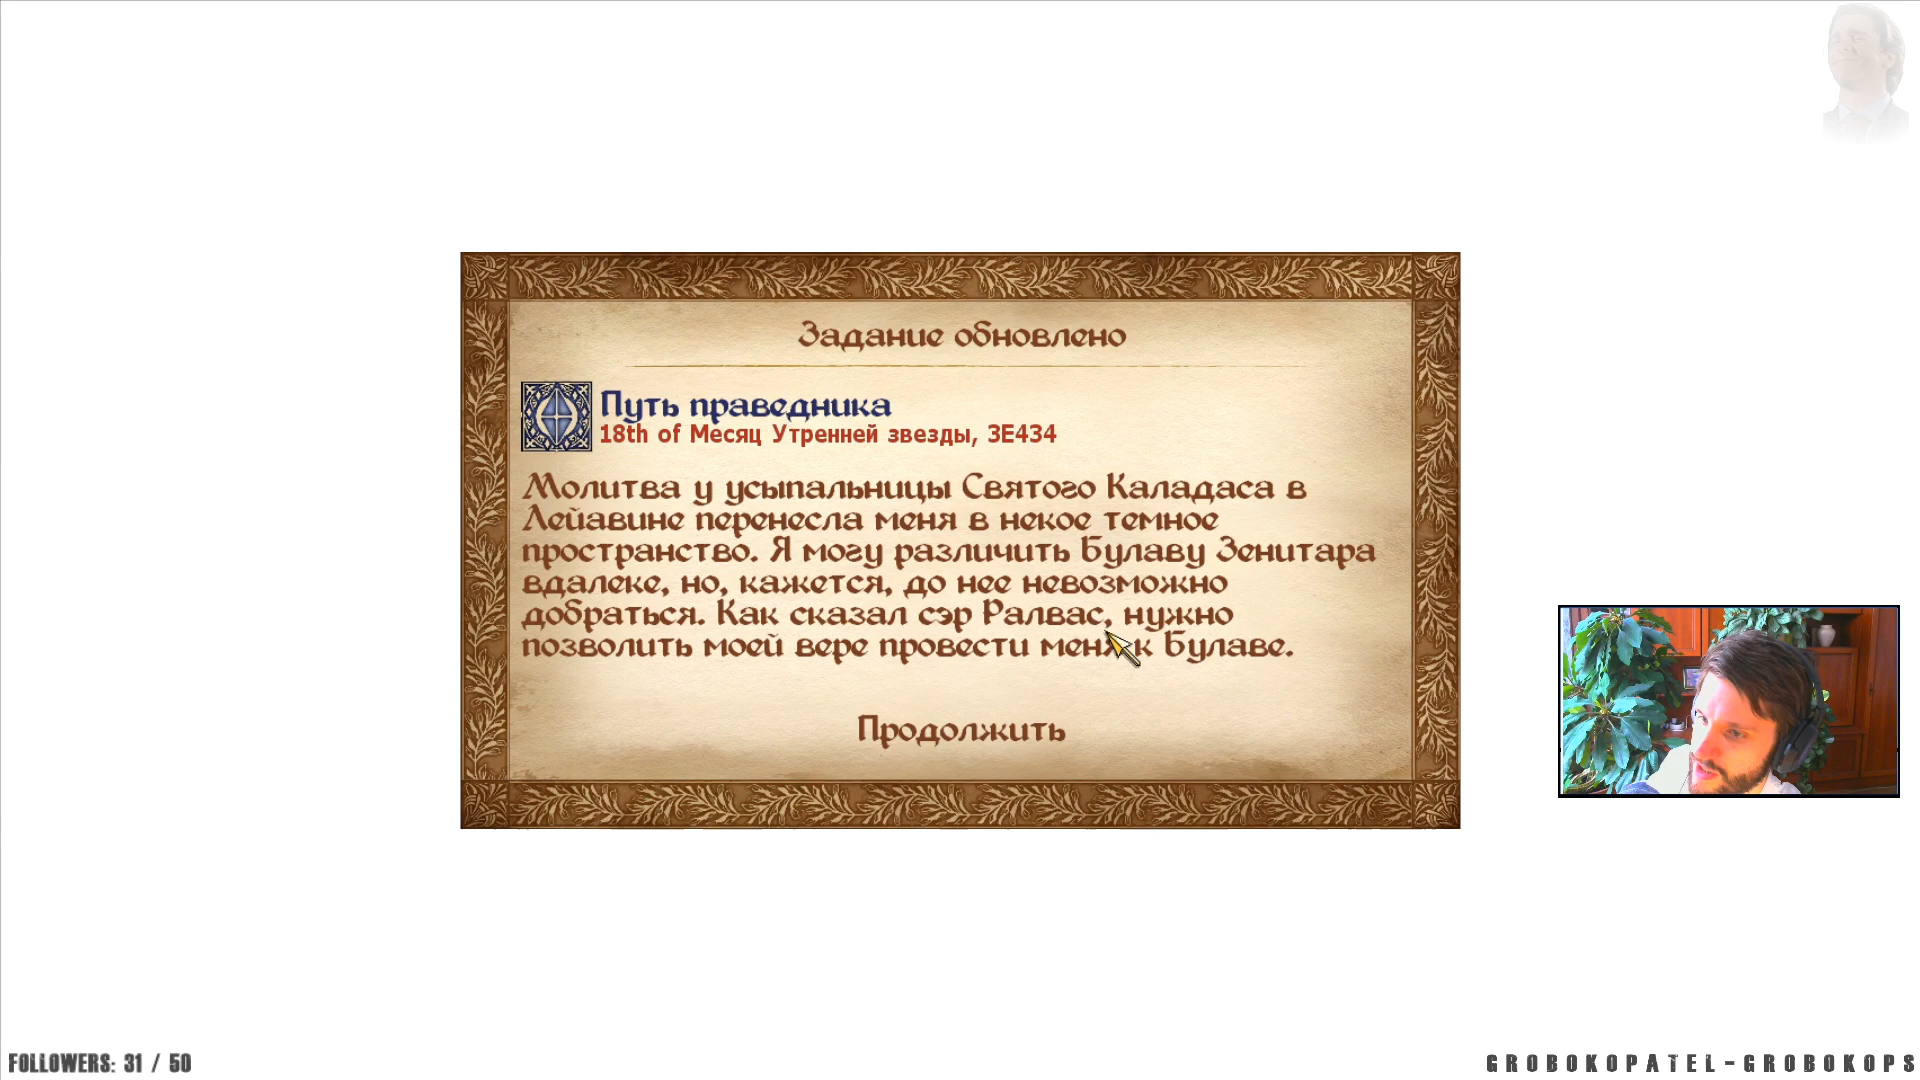 Задание обновлено
Путь праведника
18th of Месяц Утренней звезды, 3E434
Молитва у усыпальницы Святого Каладаса в
Лейавине перенесла меня в некое темное
пространство. Я могу различить Булаву Зенитара
вдалеке, но, кажется, до нее невозможно
добраться. Как сказал сэр Ралвас, нужно
позволить моей вере провести меня к Булаве.
Продолжить
FOLLOWERS: 31 / 50
GROBOKOPATEL-GROBOKOPS